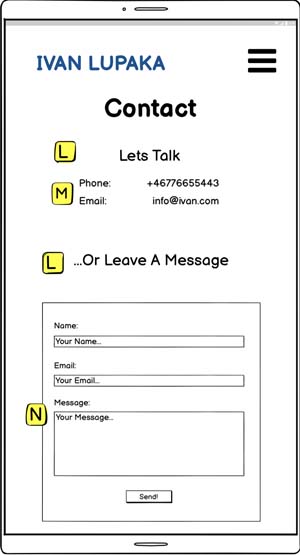 IVAN LUPAKA
Contact
L
Lets Talk
M
Phone: +46776655443
Email: info@ivan.com
L
...Or Leave A Message
Name:
Your Name...
Email:
Your Email...
Message:
N
Your Message...
Send!